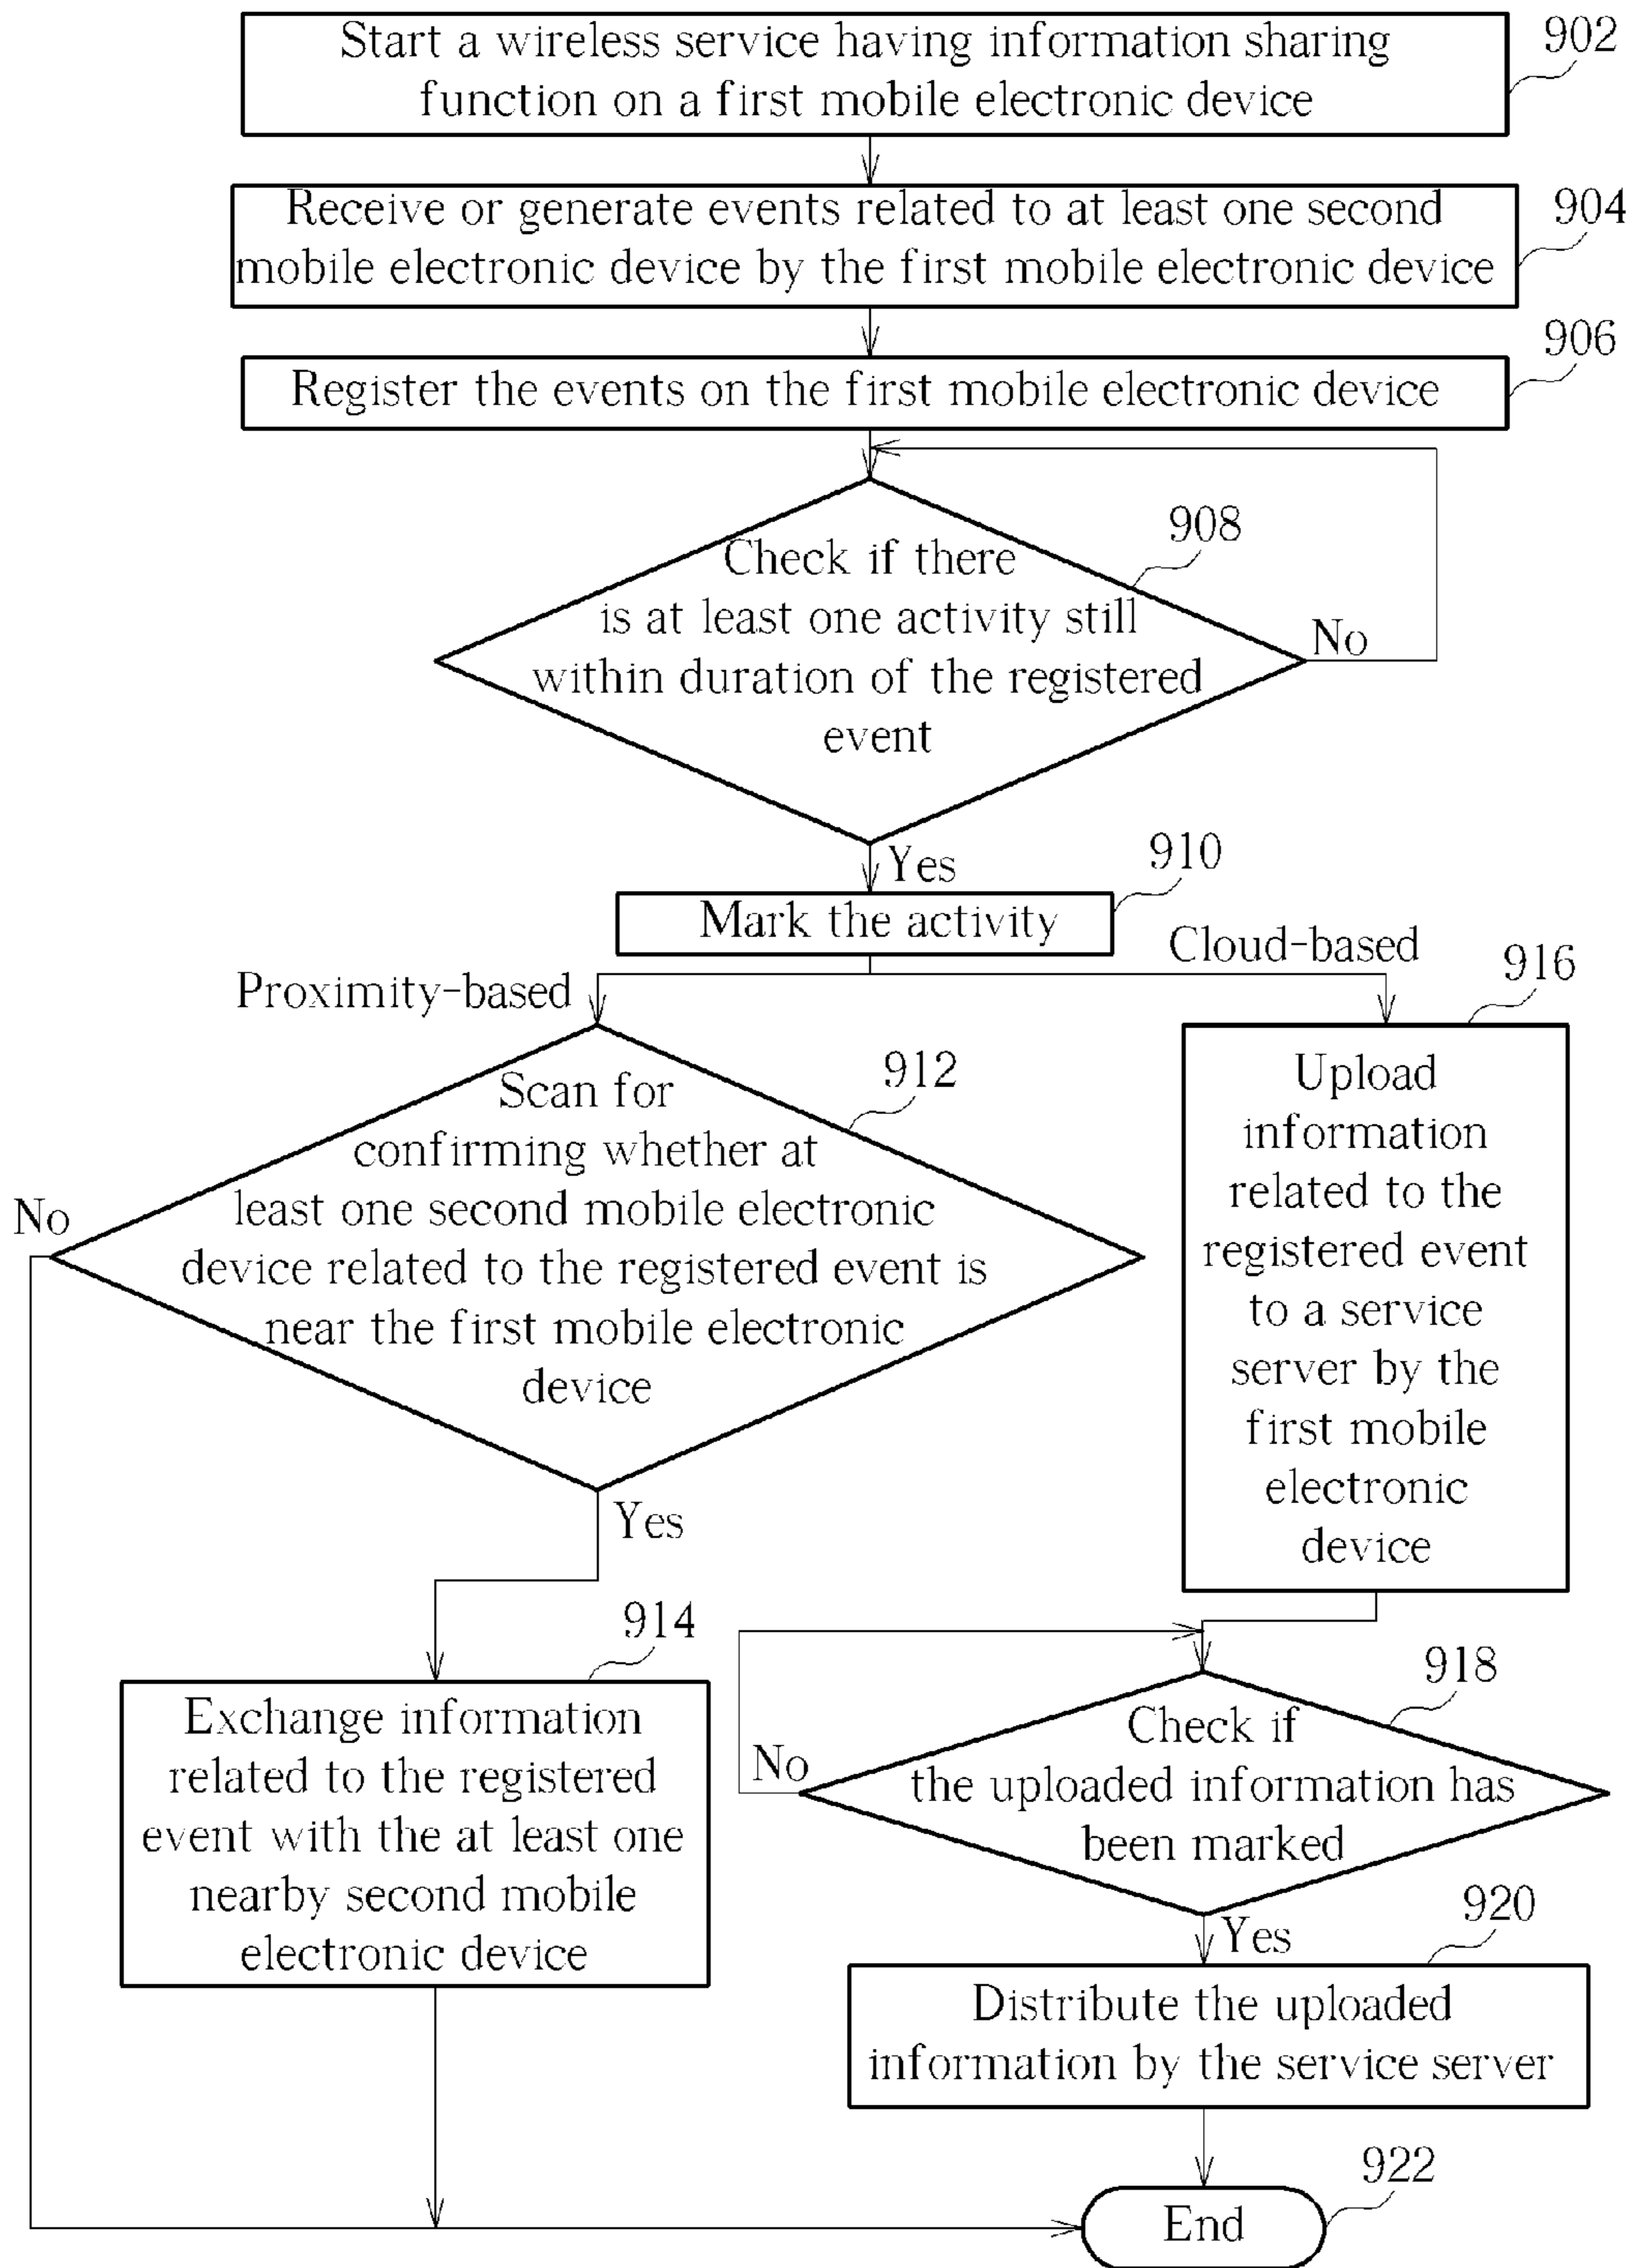 Start a wireless service having information sharing
function on a first mobile electronic device
902
Receive or generate events related to at least one second
mobile electronic device by the first mobile electronic device
904
Register the events on the first mobile electronic device
906
Check if there
is at least one activity still
within duration of the registered
event
908
No
Yes
Mark the activity
910
Proximity-based
Cloud-based
Scan for
confirming whether at
least one second mobile electronic
device related to the registered event is
near the first mobile electronic
device
912
No
Yes
Exchange information
related to the registered
event with the at least one
nearby second mobile
electronic device
914
Upload
information
related to the
registered event
to a service
server by the
first mobile
electronic
device
916
Check if
the uploaded information has
been marked
918
No
Yes
Distribute the uploaded
information by the service server
920
End
922